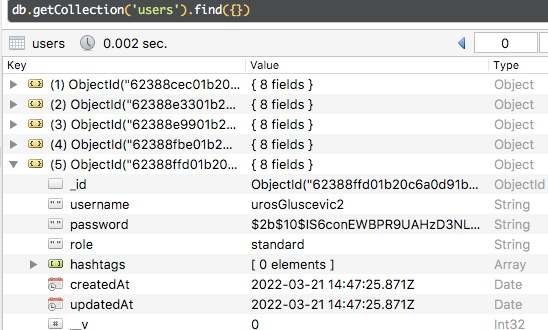 db.getCollection('users').find({})
users 0.002 sec. 0
Key Value Type
(1) ObjectId("62388cec01b20... { 8 fields } Object
(2) ObjectId("62388e3301b2... { 8 fields } Object
(3) ObjectId("62388e9901b2... { 8 fields } Object
(4) ObjectId("62388fbe01b2... { 8 fields } Object
(5) ObjectId("62388ffd01b20... { 8 fields } Object
_id ObjectId("62388ffd01b20c6a0d91b... ObjectId
"" username urosGluscevic2 String
"" password $2b$10$IS6conEWBPR9UAHzD3NL... String
"" role standard String
hashtags [ 0 elements ] Array
createdAt 2022-03-21 14:47:25.871Z Date
updatedAt 2022-03-21 14:47:25.871Z Date
# __v 0 Int32